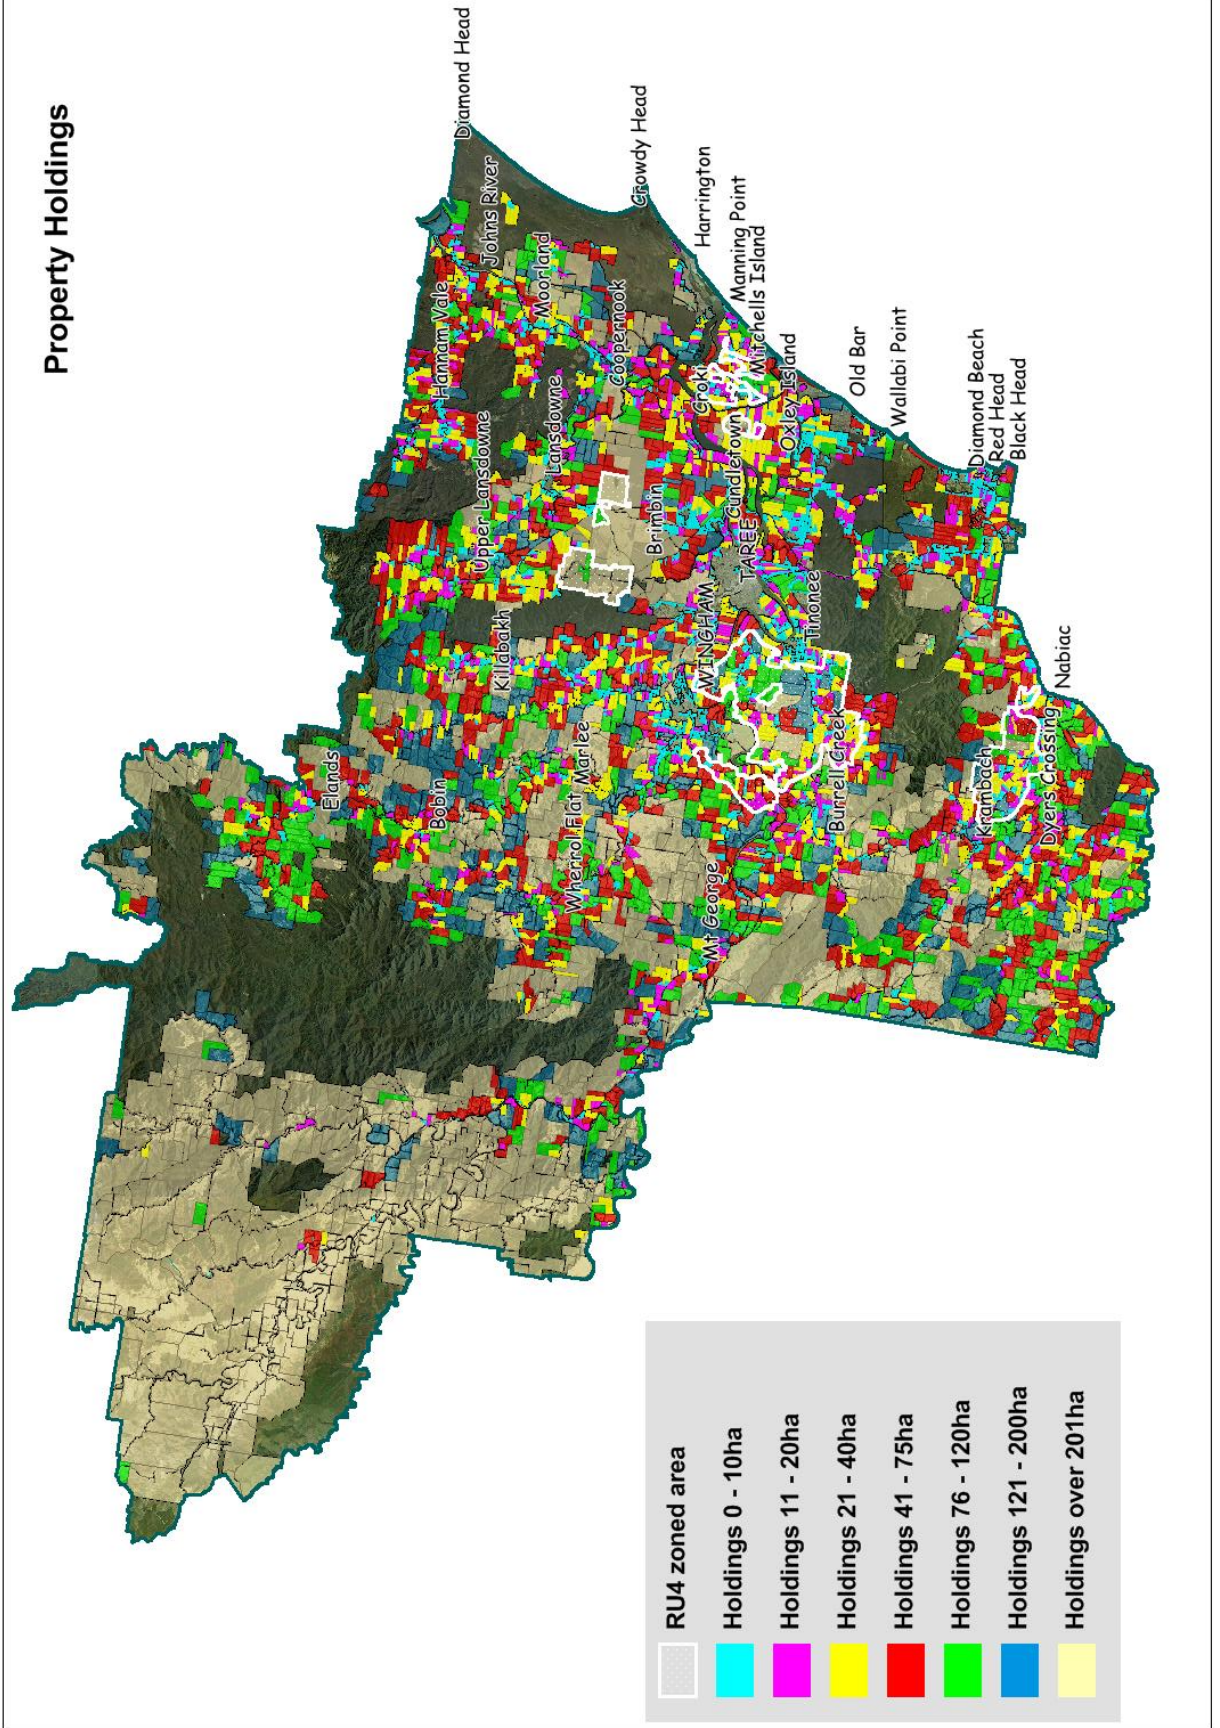 Property Holdings
Diamond Head
Johns River
Hannam Vale
Moorland
Crowdy Head
Coopernook
Harrington
Upper Lansdowne
Lansdowne
Manning Point
Mitchells Island
Croki
Oxley Island
Cundletown
Old Bar
Wallabi Point
Diamond Beach
Red Head
Black Head
Killabakh
Brimbin
TAREE
WINGHAM
Tinonee
Elands
Bobin
Marlee
Wherrol Flat
Burrell Creek
Nabiac
Mt George
Krambach
Dyers Crossing
RU4 zoned area
Holdings 0 - 10ha
Holdings 11 - 20ha
Holdings 21 - 40ha
Holdings 41 - 75ha
Holdings 76 - 120ha
Holdings 121 - 200ha
Holdings over 201ha